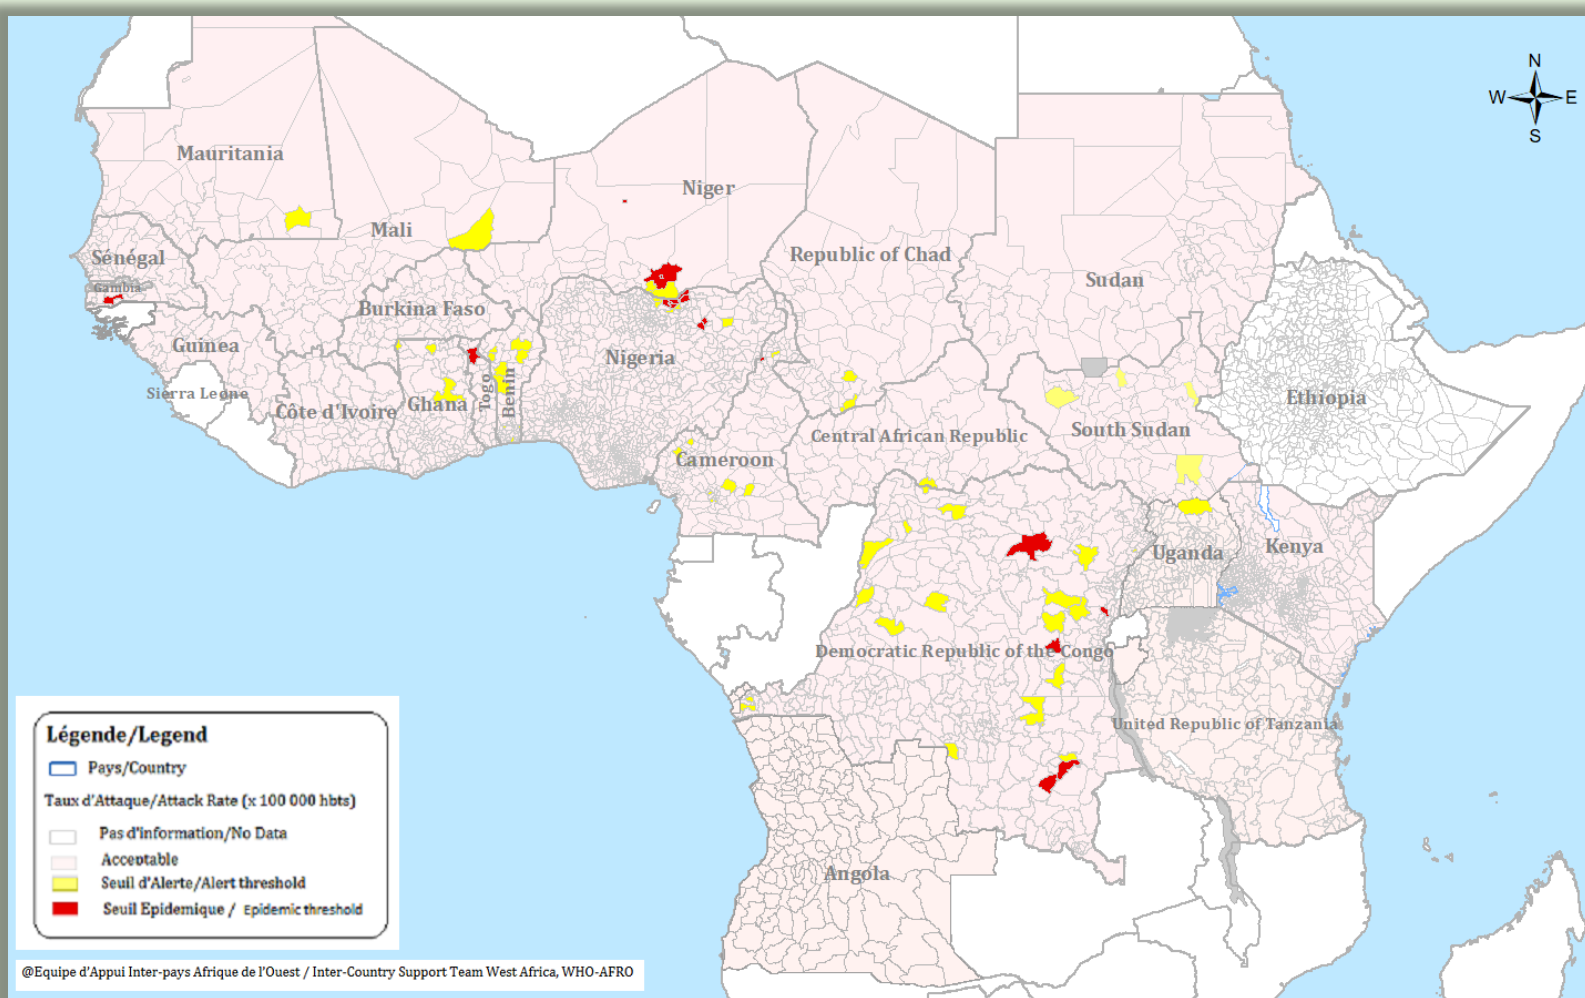 N
W E
S
Mauritania
Niger
Mali
Sénégal
Republic of Chad
Gambia
Sudan
Burkina Faso
Guinea
Nigeria
Sierra Leone
Togo
Benin
Ethiopia
Côte d'Ivoire
Ghana
South Sudan
Central African Republic
Cameroon
Uganda
Kenya
Democratic Republic of the Congo
United Republic of Tanzania
Angola
Légende/Legend
Pays/Country
Taux d'Attaque/Attack Rate (x 100 000 hbts)
Pas d'information/No Data
Acceptable
Seuil d'Alerte/Alert threshold
Seuil Epidemique / Epidemic threshold
@Equipe d'Appui Inter-pays Afrique de l'Ouest / Inter-Country Support Team West Africa, WHO-AFRO